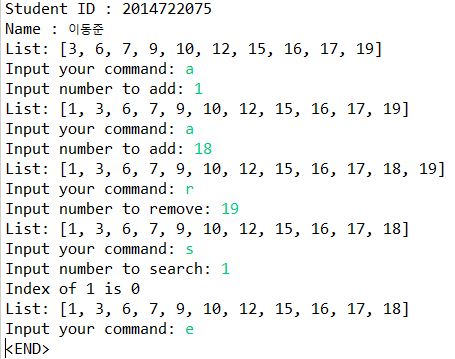 Student ID : 2014722075
Name : 이동준
List: [3, 6, 7, 9, 10, 12, 15, 16, 17, 19]
Input your command: a
Input number to add: 1
List: [1, 3, 6, 7, 9, 10, 12, 15, 16, 17, 19]
Input your command: a
Input number to add: 18
List: [1, 3, 6, 7, 9, 10, 12, 15, 16, 17, 18, 19]
Input your command: r
Input number to remove: 19
List: [1, 3, 6, 7, 9, 10, 12, 15, 16, 17, 18]
Input your command: s
Input number to search: 1
Index of 1 is 0
List: [1, 3, 6, 7, 9, 10, 12, 15, 16, 17, 18]
Input your command: e
<END>